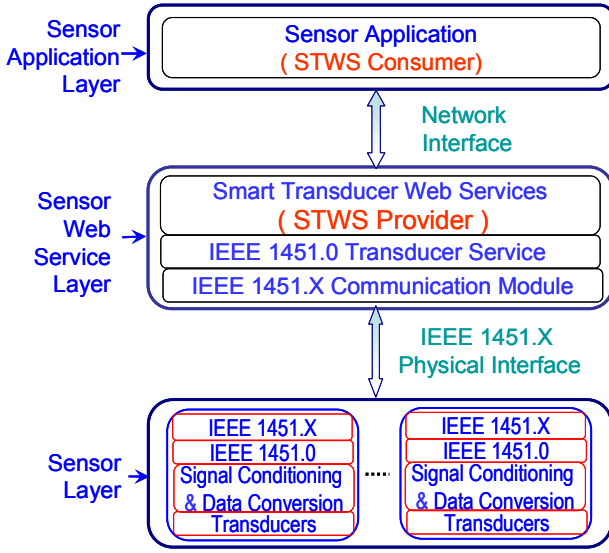 Sensor
Application
Layer
Sensor Application
( STWS Consumer)
Network
Interface
Sensor
Web
Service
Layer
Smart Transducer Web Services
( STWS Provider )
IEEE 1451.0 Transducer Service
IEEE 1451.X Communication Module
IEEE 1451.X
Physical Interface
Sensor
Layer
IEEE 1451.X
IEEE 1451.0
Signal Conditioning
& Data Conversion
Transducers
.....
IEEE 1451.X
IEEE 1451.0
Signal Conditioning
& Data Conversion
Transducers